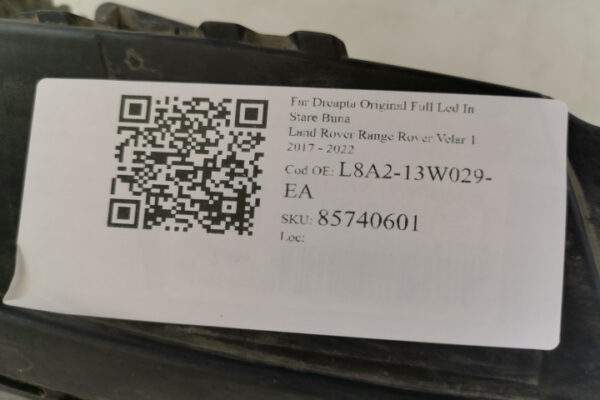 Far Dreapta Original Full Led In
Stare Buna
Land Rover Range Rover Velar 1
2017 - 2022
Cod OE: L8A2-13W029-
EA
SKU: 85740601
Loc: